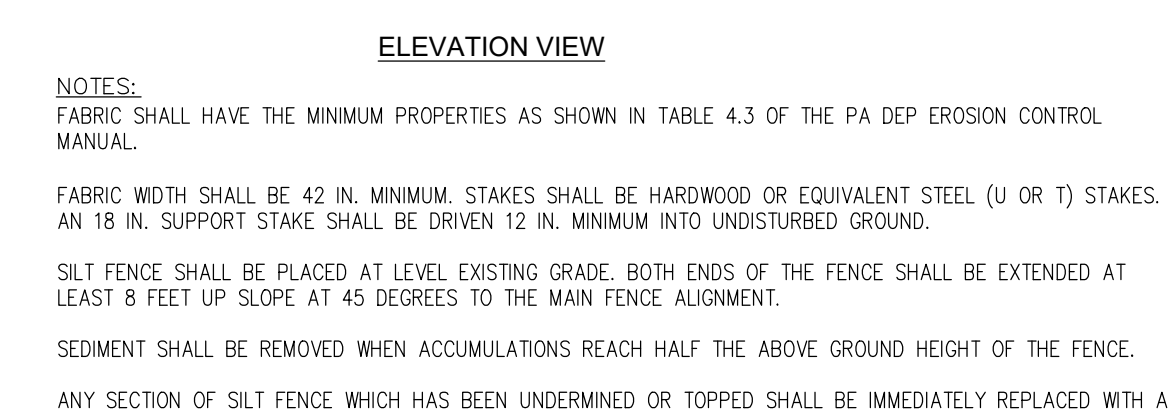 ELEVATION VIEW
NOTES:
FABRIC SHALL HAVE THE MINIMUM PROPERTIES AS SHOWN IN TABLE 4.3 OF THE PA DEP EROSION CONTROL
MANUAL.
FABRIC WIDTH SHALL BE 42 IN. MINIMUM. STAKES SHALL BE HARDWOOD OR EQUIVALENT STEEL (U OR T) STAKES.
AN 18 IN. SUPPORT STAKE SHALL BE DRIVEN 12 IN. MINIMUM INTO UNDISTURBED GROUND.
SILT FENCE SHALL BE PLACED AT LEVEL EXISTING GRADE. BOTH ENDS OF THE FENCE SHALL BE EXTENDED AT
LEAST 8 FEET UP SLOPE AT 45 DEGREES TO THE MAIN FENCE ALIGNMENT.
SEDIMENT SHALL BE REMOVED WHEN ACCUMULATIONS REACH HALF THE ABOVE GROUND HEIGHT OF THE FENCE.
ANY SECTION OF SILT FENCE WHICH HAS BEEN UNDERMINED OR TOPPED SHALL BE IMMEDIATELY REPLACED WITH A